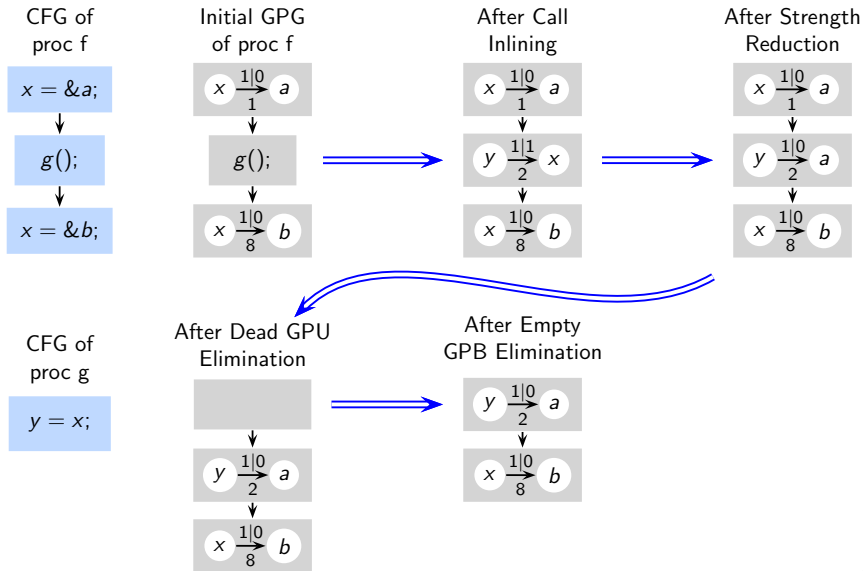 CFG of
proc f
x = &a;
g();
x = &b;
Initial GPG
of proc f
x 1|0 a
1
g();
x 1|0 b
8
After Call
Inlining
x 1|0 a
1
y 1|1 x
2
x 1|0 b
8
After Strength
Reduction
x 1|0 a
1
y 1|0 a
2
x 1|0 b
8
CFG of
proc g
y = x;
After Dead GPU
Elimination
y 1|0 a
2
x 1|0 b
8
After Empty
GPB Elimination
y 1|0 a
2
x 1|0 b
8